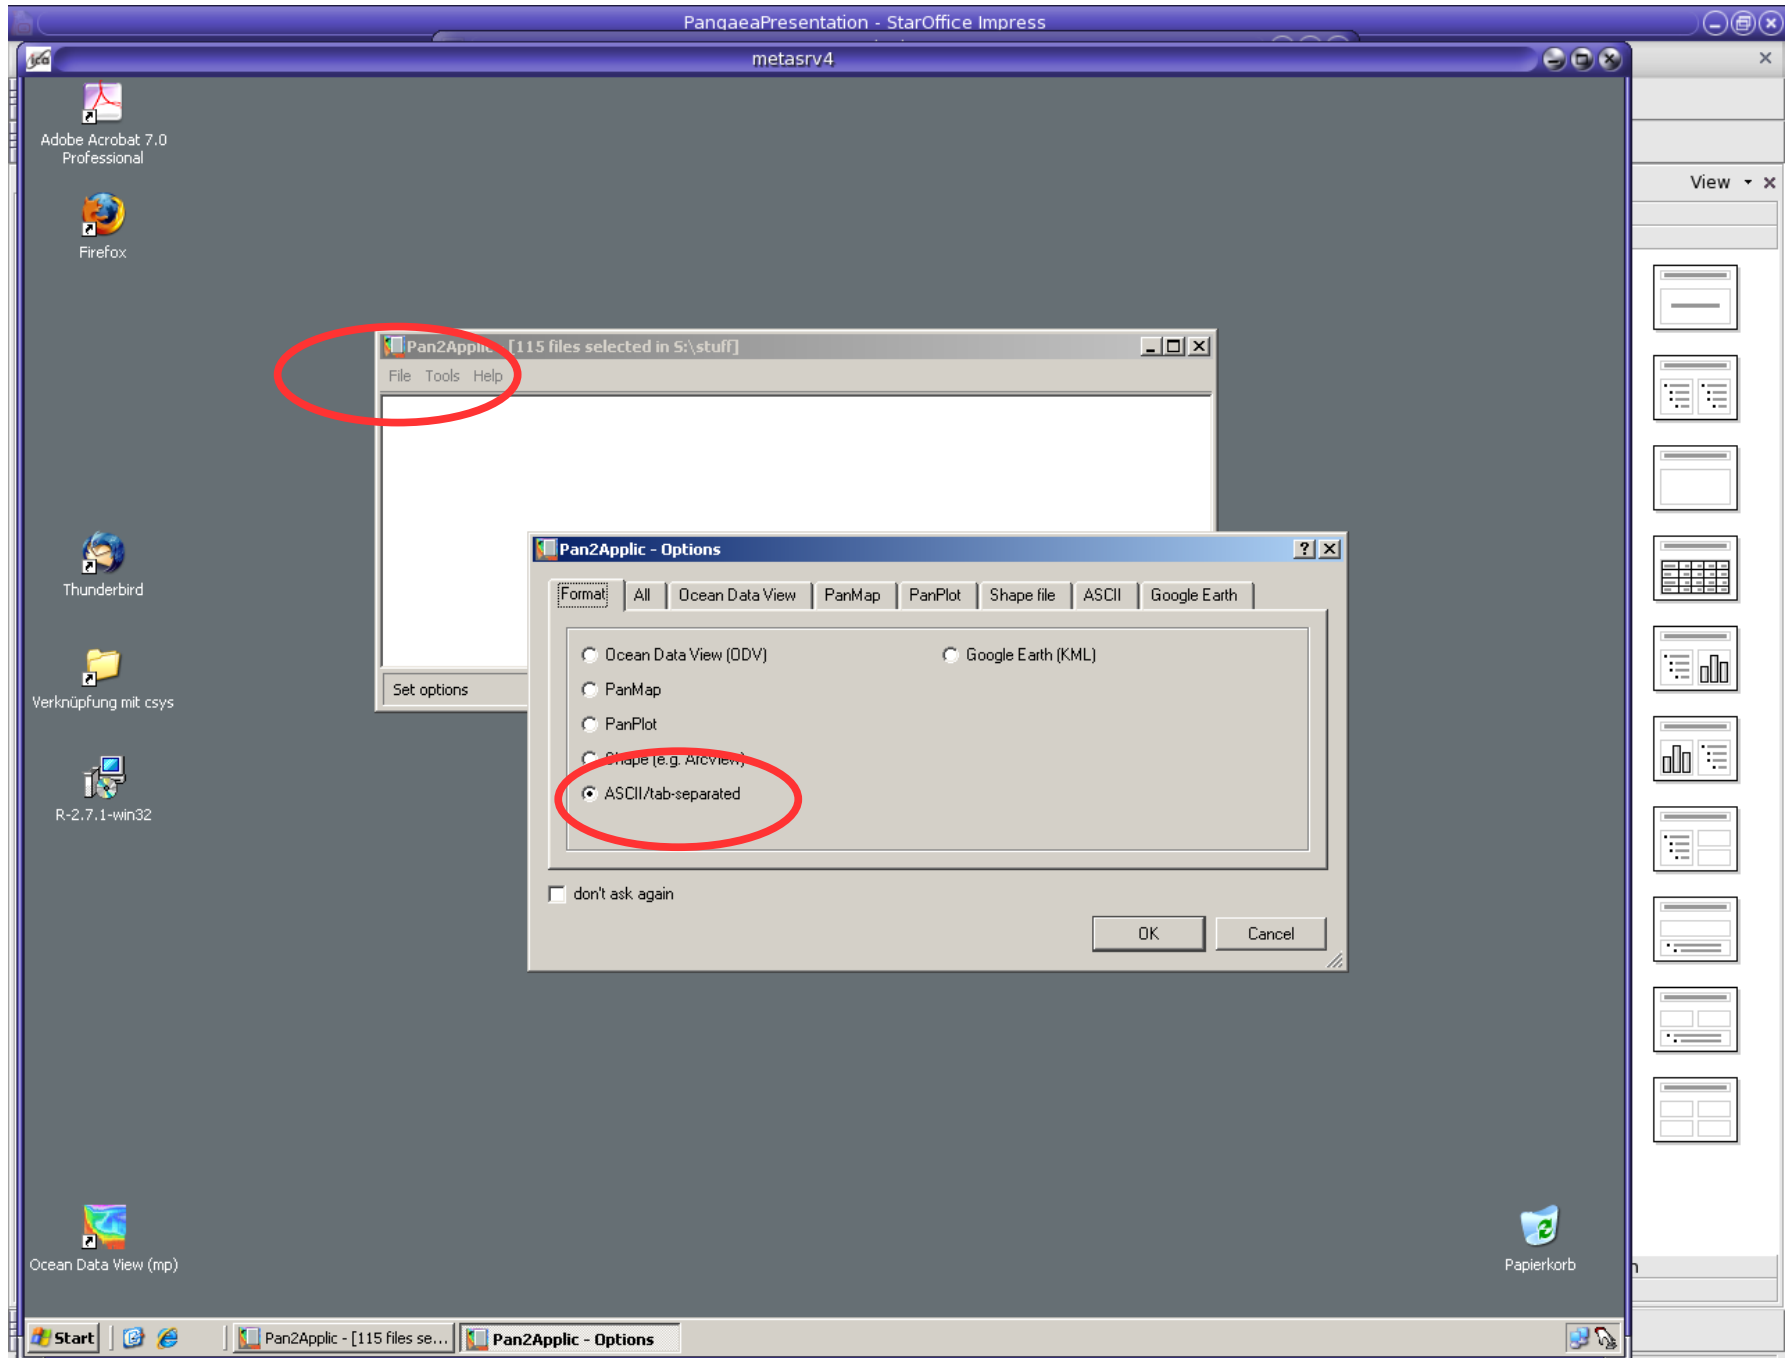 PangaeaPresentation - StarOffice Impress
metasrv4
View
Adobe Acrobat 7.0
Professional
Firefox
Thunderbird
Verknüpfung mit csys
R-2.7.1-win32
Ocean Data View (mp)
Papierkorb
Pan2Applic - [115 files selected in S:\stuff]
File Tools Help
Set options
Pan2Applic - Options
Format All Ocean Data View PanMap PanPlot Shape file ASCII Google Earth
Ocean Data View (ODV)
Google Earth (KML)
PanMap
PanPlot
Shape (e.g. ArcView)
ASCII/tab-separated
don't ask again
OK Cancel
Start
Pan2Applic - [115 files se...
Pan2Applic - Options